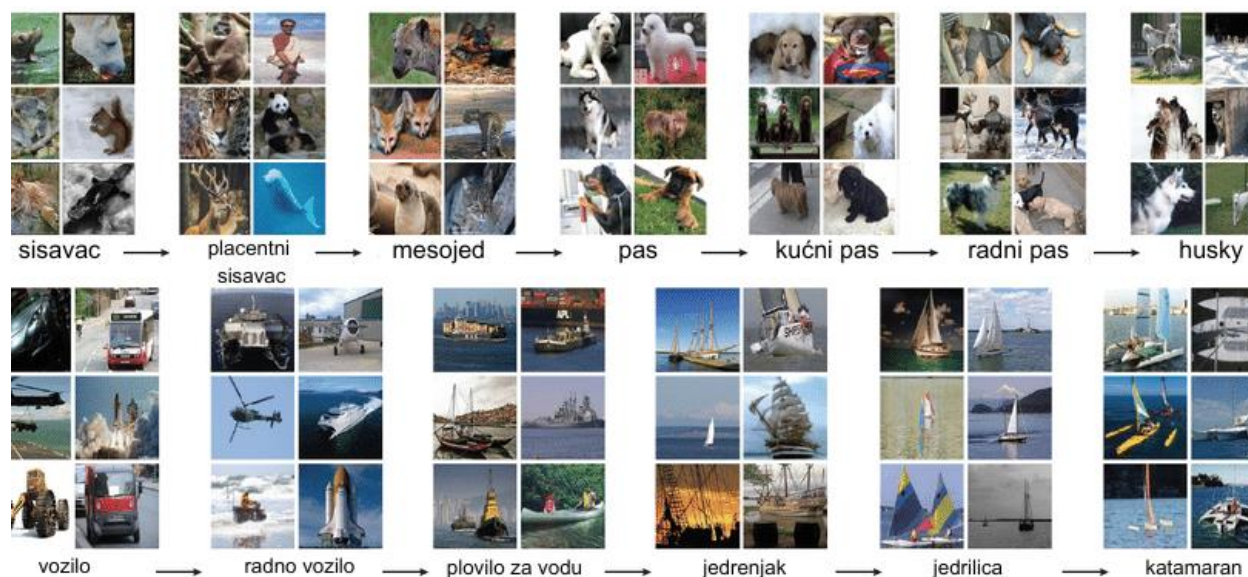 APL
sisavac
placentni
sisavac
mesojed
pas
kućni pas
radni pas
husky
vozilo
radno vozilo
plovilo za vodu
jedrenjak
jedrilica
katamaran